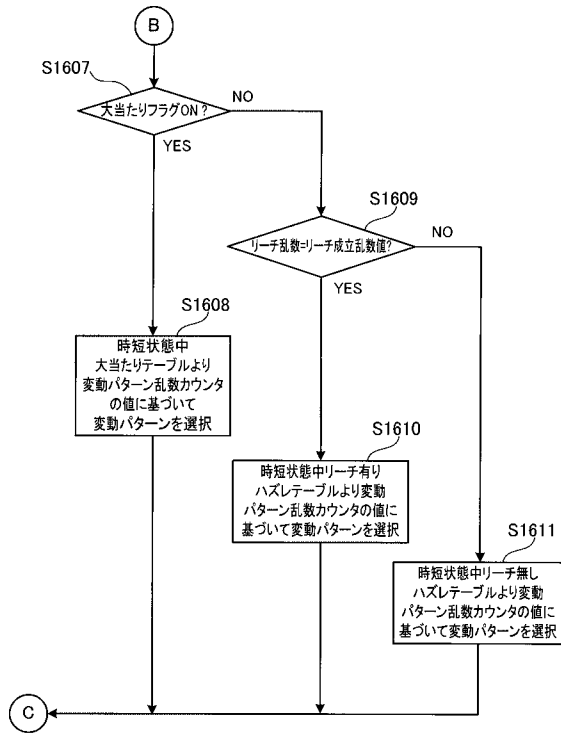 B
S1607
大当たりフラグON?
NO
YES
S1609
リーチ乱数=リーチ成立乱数値?
NO
YES
S1608
時短状態中
大当たりテーブルより
変動パターン乱数カウンタ
の値に基づいて
変動パターンを選択
S1610
時短状態中リーチ有り
ハズレテーブルより変動
パターン乱数カウンタの値に
基づいて変動パターンを選択
S1611
時短状態中リーチ無し
ハズレテーブルより変動
パターン乱数カウンタの値に
基づいて変動パターンを選択
C